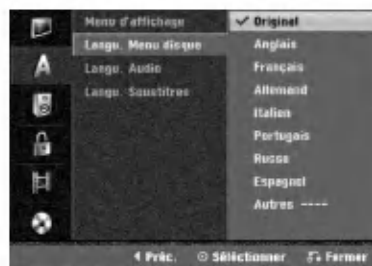 Menu d'affichage
Langu. Menu disque
Langu. Audio
Langu. Soustitres
✓ Original
Anglais
Français
Allemand
Italien
Portugais
Russe
Espagnol
Autres ----
Préc.
Sélectionner
Fermer